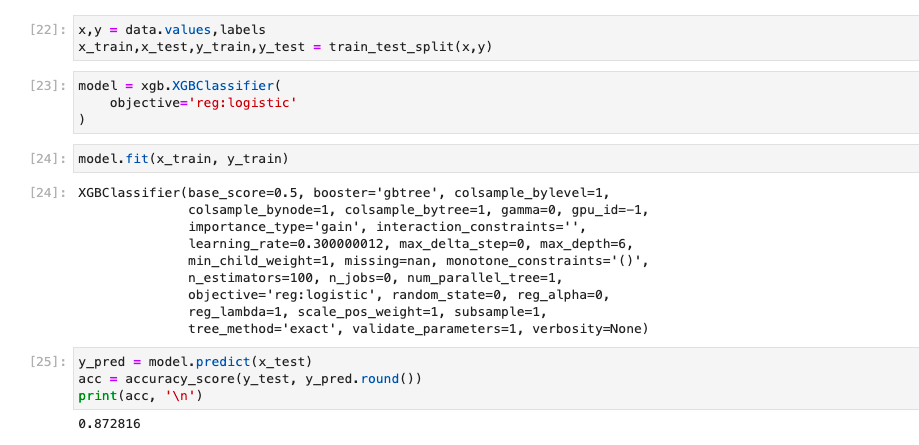 [22]: x,y = data.values,labels
x_train,x_test,y_train,y_test = train_test_split(x,y)
[23]: model = xgb.XGBClassifier(
objective='reg:logistic'
)
[24]: model.fit(x_train, y_train)
[24]: XGBClassifier(base_score=0.5, booster='gbtree', colsample_bylevel=1,
colsample_bynode=1, colsample_bytree=1, gamma=0, gpu_id=-1,
importance_type='gain', interaction_constraints='',
learning_rate=0.300000012, max_delta_step=0, max_depth=6,
min_child_weight=1, missing=nan, monotone_constraints='()',
n_estimators=100, n_jobs=0, num_parallel_tree=1,
objective='reg:logistic', random_state=0, reg_alpha=0,
reg_lambda=1, scale_pos_weight=1, subsample=1,
tree_method='exact', validate_parameters=1, verbosity=None)
[25]: y_pred = model.predict(x_test)
acc = accuracy_score(y_test, y_pred.round())
print(acc, '\n')
0.872816